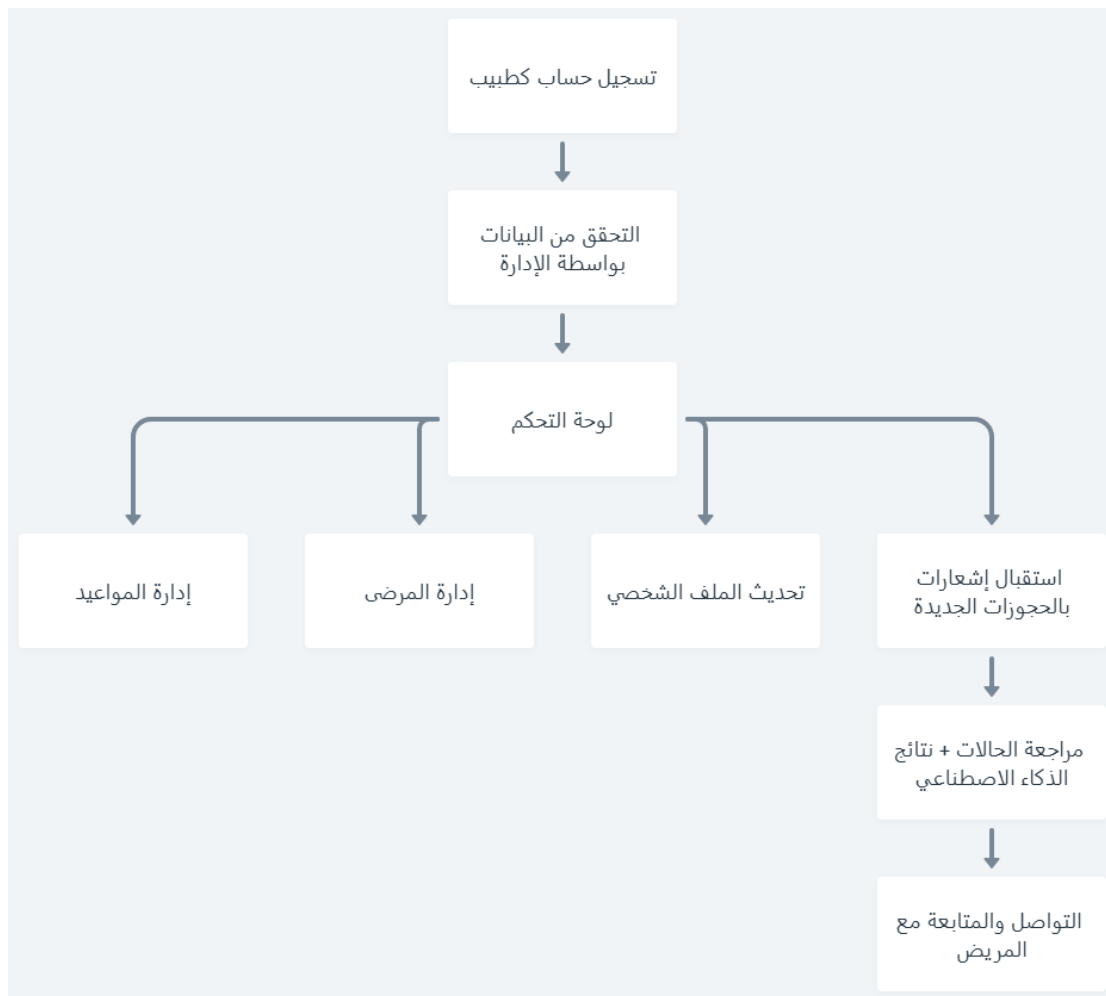 تسجيل حساب كطبيب
التحقق من البيانات
بواسطة الإدارة
لوحة التحكم
استقبال إشعارات
بالحجوزات الجديدة
تحديث الملف الشخصي
إدارة المرضى
إدارة المواعيد
مراجعة الحالات + نتائج
الذكاء الاصطناعي
التواصل والمتابعة مع
المريض